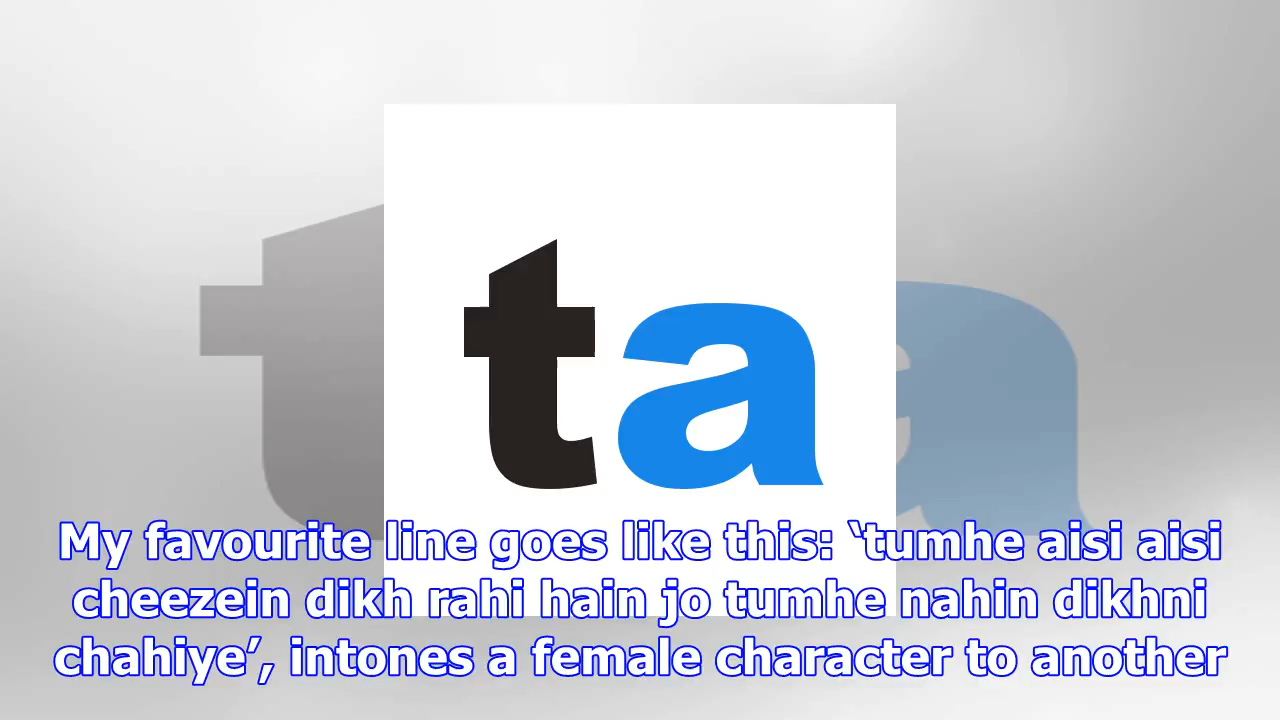 ta
My favourite line goes like this: ‘tumhe aisi aisi
cheezein dikh rahi hain jo tumhe nahin dikhni
chahiye’, intones a female character to another